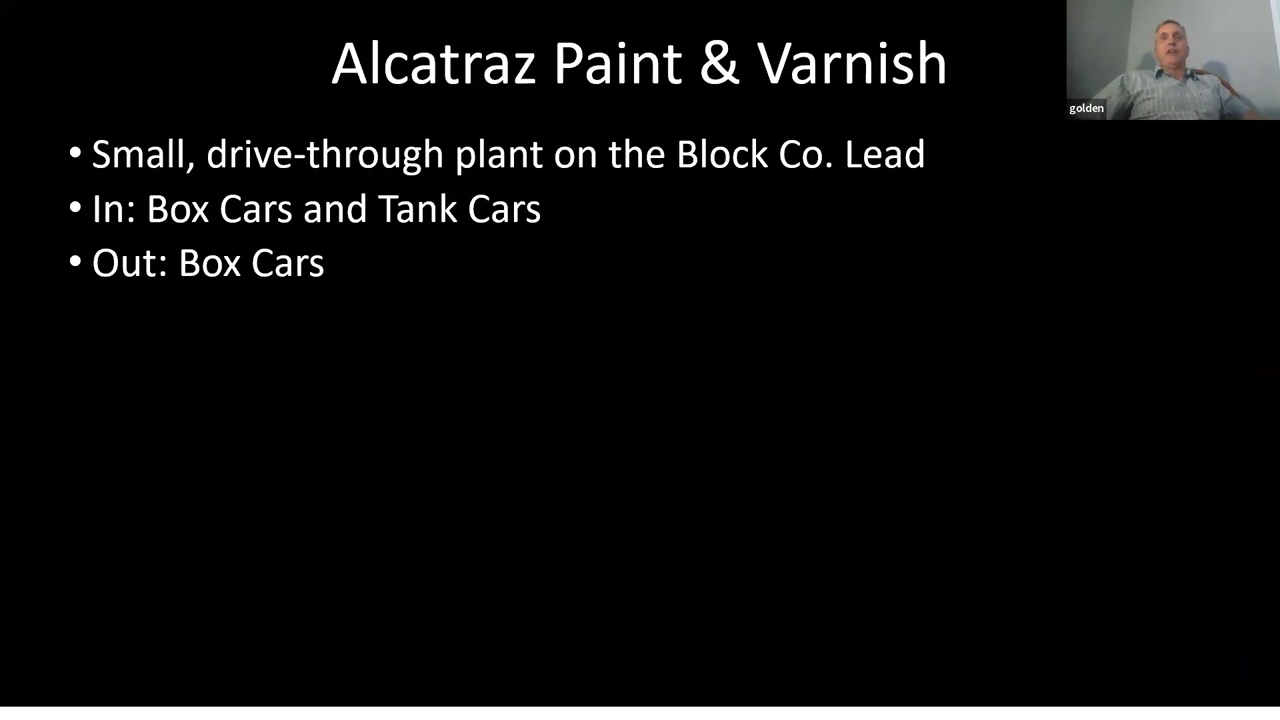 Alcatraz Paint & Varnish
golden
• Small, drive-through plant on the Block Co. Lead
• In: Box Cars and Tank Cars
• Out: Box Cars